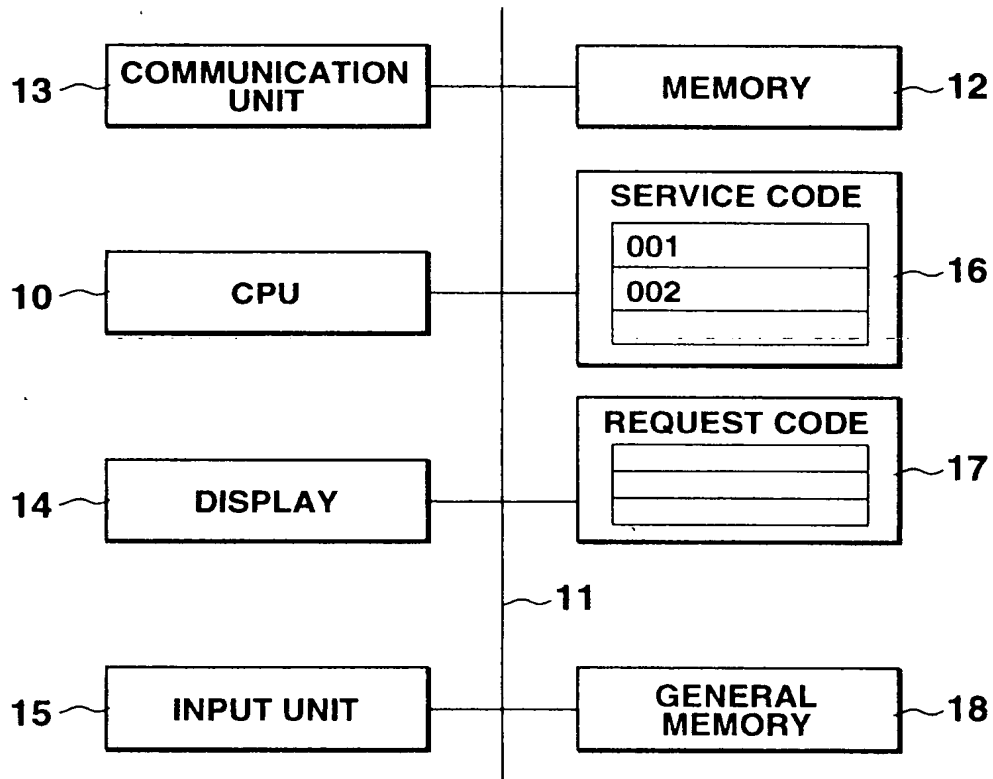 13
COMMUNICATION
UNIT
MEMORY
12
SERVICE CODE
001
002
16
10
CPU
REQUEST CODE
17
14
DISPLAY
11
15
INPUT UNIT
GENERAL
MEMORY
18